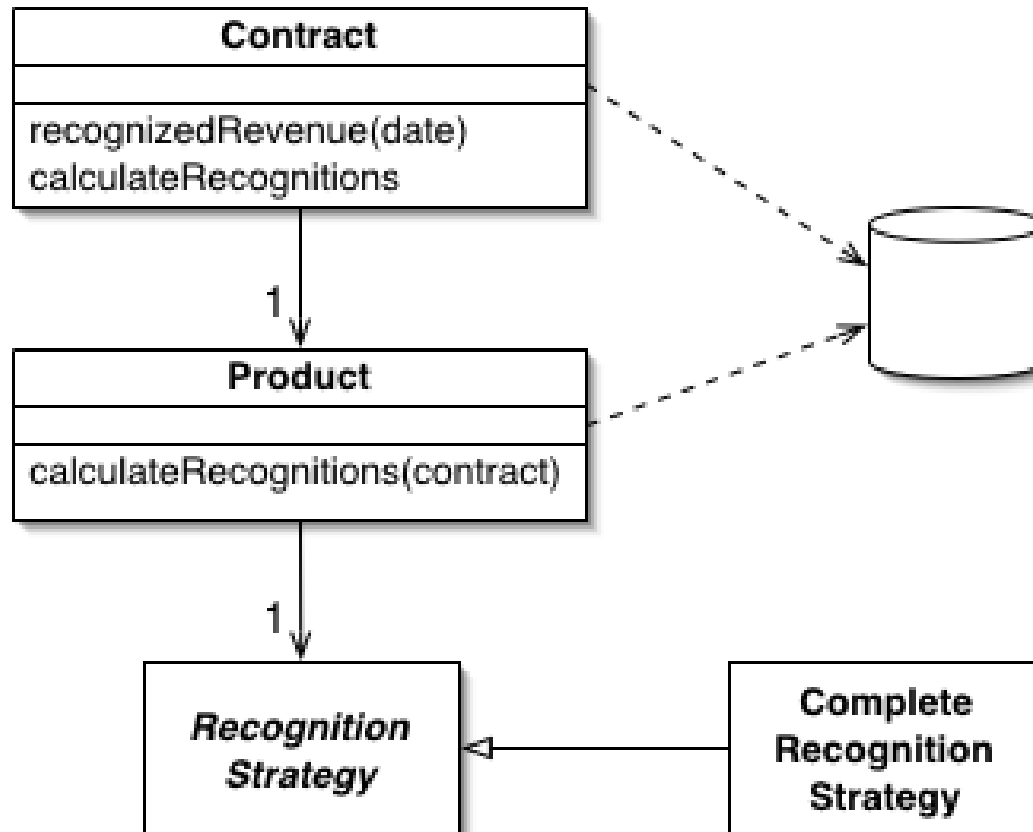 Contract
recognizedRevenue(date)
calculateRecognitions
1
Product
calculateRecognitions(contract)
1
Recognition
Strategy
Complete
Recognition
Strategy